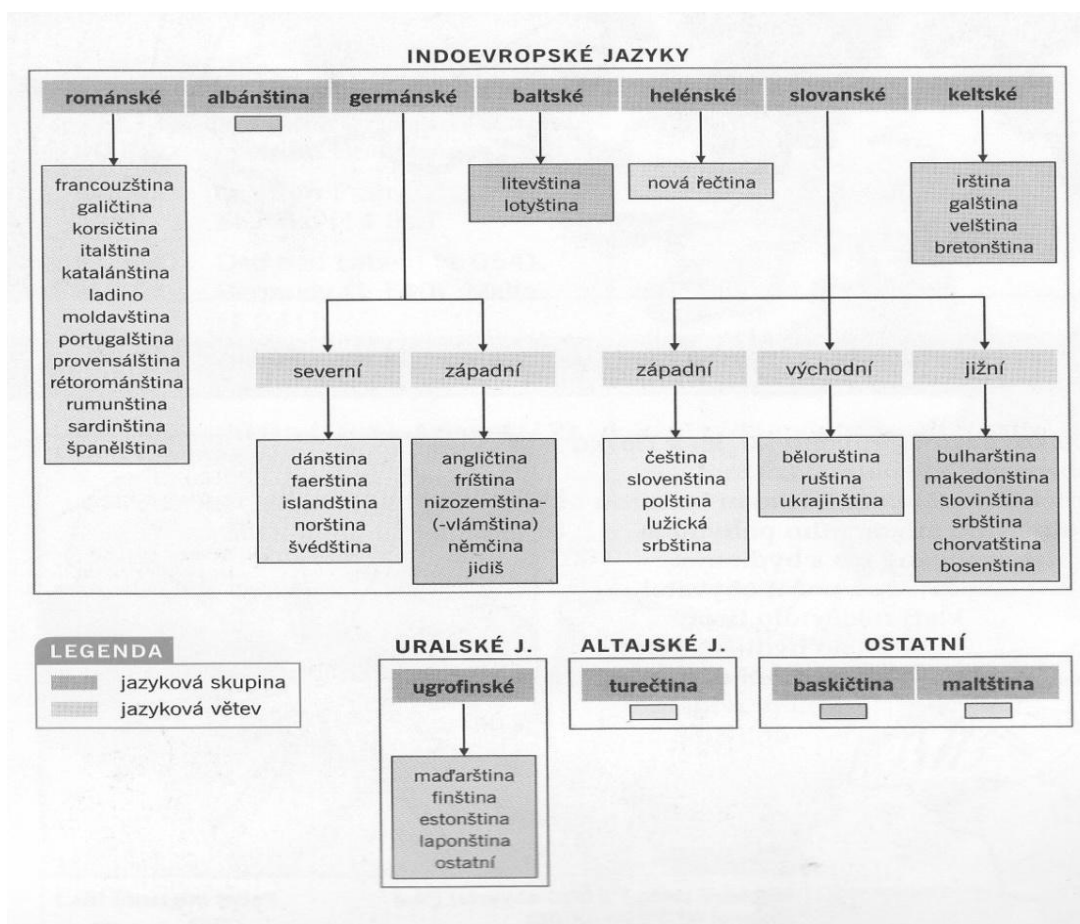 INDOEVROPSKÉ JAZYKY
románské
albánština
germánské
baltské
helénské
slovanské
keltské
francouzština
galičtina
korsičtina
italština
katalánština
ladino
moldavština
portugalština
provensálština
rétorománština
rumunština
sardinština
španělština
litevština
lotyština
nová řečtina
irština
galština
velština
bretonština
severní
západní
západní
východní
jižní
dánština
faerština
islandština
norština
švédština
angličtina
fríština
nizozemština-
(-vlámština)
němčina
jidiš
čeština
slovenština
polština
lužická
srbština
běloruština
ruština
ukrajinština
bulharština
makedonština
slovinština
srbština
chorvatština
bosenština
LEGENDA
jazyková skupina
jazyková větev
URALSKÉ J.
ugrofinské
maďarština
finština
estonština
laponština
ostatní
ALTAJSKÉ J.
turečtina
OSTATNÍ
baskičtina
maltština